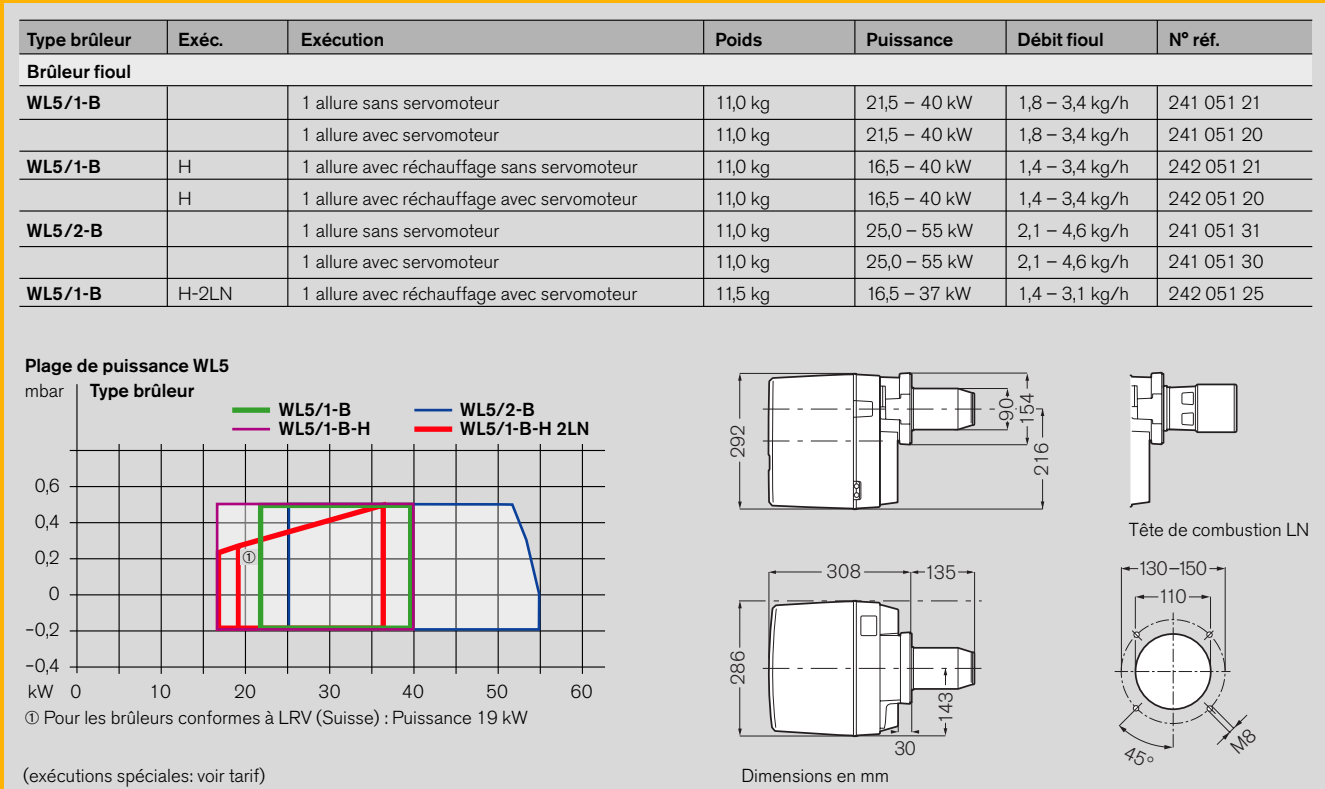 Type brûleur Exéc. Exécution Poids Puissance Débit fioul N° réf.
Brûleur fioul
WL5/1-B 1 allure sans servomoteur 11,0 kg 21,5 – 40 kW 1,8 – 3,4 kg/h 241 051 21
1 allure avec servomoteur 11,0 kg 21,5 – 40 kW 1,8 – 3,4 kg/h 241 051 20
WL5/1-B H 1 allure avec réchauffage sans servomoteur 11,0 kg 16,5 – 40 kW 1,4 – 3,4 kg/h 242 051 21
H 1 allure avec réchauffage avec servomoteur 11,0 kg 16,5 – 40 kW 1,4 – 3,4 kg/h 242 051 20
WL5/2-B 1 allure sans servomoteur 11,0 kg 25,0 – 55 kW 2,1 – 4,6 kg/h 241 051 31
1 allure avec servomoteur 11,0 kg 25,0 – 55 kW 2,1 – 4,6 kg/h 241 051 30
WL5/1-B H-2LN 1 allure avec réchauffage avec servomoteur 11,5 kg 16,5 – 37 kW 1,4 – 3,1 kg/h 242 051 25
Plage de puissance WL5
mbar Type brûleur
WL5/1-B WL5/2-B
WL5/1-B-H WL5/1-B-H 2LN
0,6
0,4
0,2
0
–0,2
–0,4
①
kW 0 10 20 30 40 50 60
① Pour les brûleurs conformes à LRV (Suisse) : Puissance 19 kW
(exécutions spéciales: voir tarif)
292
90
154
216
Tête de combustion LN
308
135
286
143
30
130–150
110
45°
M8
Dimensions en mm